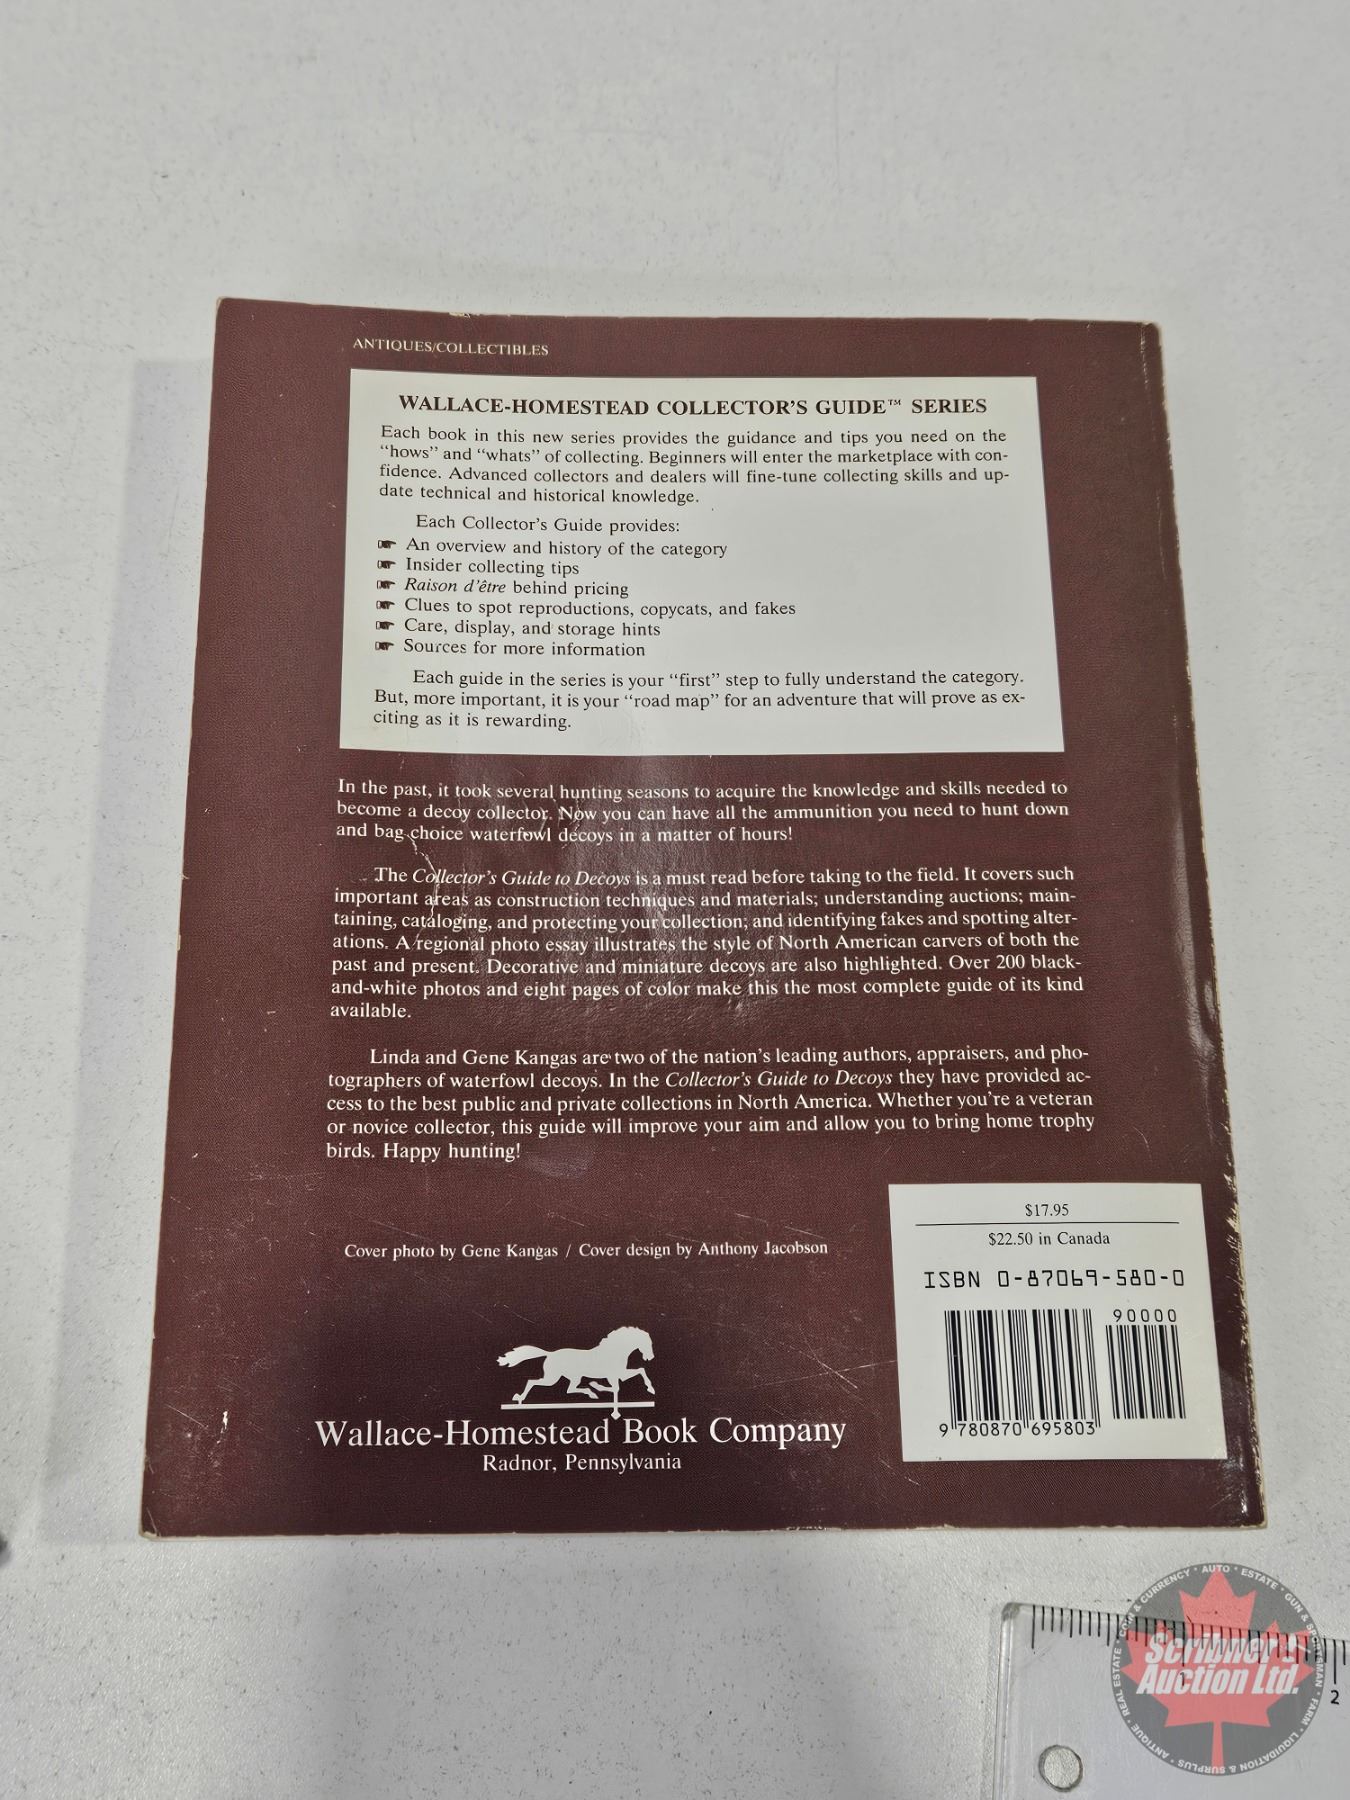 ANTIQUES/COLLECTIBLES
WALLACE-HOMESTEAD COLLECTOR'S GUIDE™ SERIES
Each book in this new series provides the guidance and tips you need on the
"hows" and "whats" of collecting. Beginners will enter the marketplace with con-
fidence. Advanced collectors and dealers will fine-tune collecting skills and up-
date technical and historical knowledge.
Each Collector's Guide provides:
☛ An overview and history of the category
☛ Insider collecting tips
☛ Raison d'être behind pricing
☛ Clues to spot reproductions, copycats, and fakes
☛ Care, display, and storage hints
☛ Sources for more information
Each guide in the series is your "first" step to fully understand the category.
But, more important, it is your "road map" for an adventure that will prove as ex-
citing as it is rewarding.
In the past, it took several hunting seasons to acquire the knowledge and skills needed to
become a decoy collector. Now you can have all the ammunition you need to hunt down
and bag choice waterfowl decoys in a matter of hours!
The Collector's Guide to Decoys is a must read before taking to the field. It covers such
important areas as construction techniques and materials; understanding auctions; main-
taining, cataloging, and protecting your collection; and identifying fakes and spotting alter-
ations. A regional photo essay illustrates the style of North American carvers of both the
past and present. Decorative and miniature decoys are also highlighted. Over 200 black-
and-white photos and eight pages of color make this the most complete guide of its kind
available.
Linda and Gene Kangas are two of the nation's leading authors, appraisers, and pho-
tographers of waterfowl decoys. In the Collector's Guide to Decoys they have provided ac-
cess to the best public and private collections in North America. Whether you're a veteran
or novice collector, this guide will improve your aim and allow you to bring home trophy
birds. Happy hunting!
Cover photo by Gene Kangas / Cover design by Anthony Jacobson
Wallace-Homestead Book Company
Radnor, Pennsylvania
$17.95
$22.50 in Canada
ISBN 0-87069-580-0
90000
9 780870 695803
Scribner's
Auction Ltd.
COIN & CURRENCY · AUTO · ESTATE · GUN & SPORTSMAN · FARM · LIQUIDATION & SURPLUS · ANTIQUE · REAL ESTATE ·
1
2